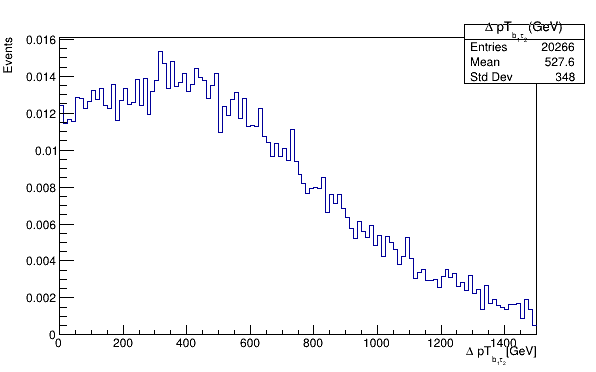 Δ pT_{b_1τ_2} (GeV)
Entries 20266
Mean 527.6
Std Dev 348
Events
0.016
0.014
0.012
0.01
0.008
0.006
0.004
0.002
0
0 200 400 600 800 1000 1200 1400
Δ pT_{b_1τ_2}[GeV]